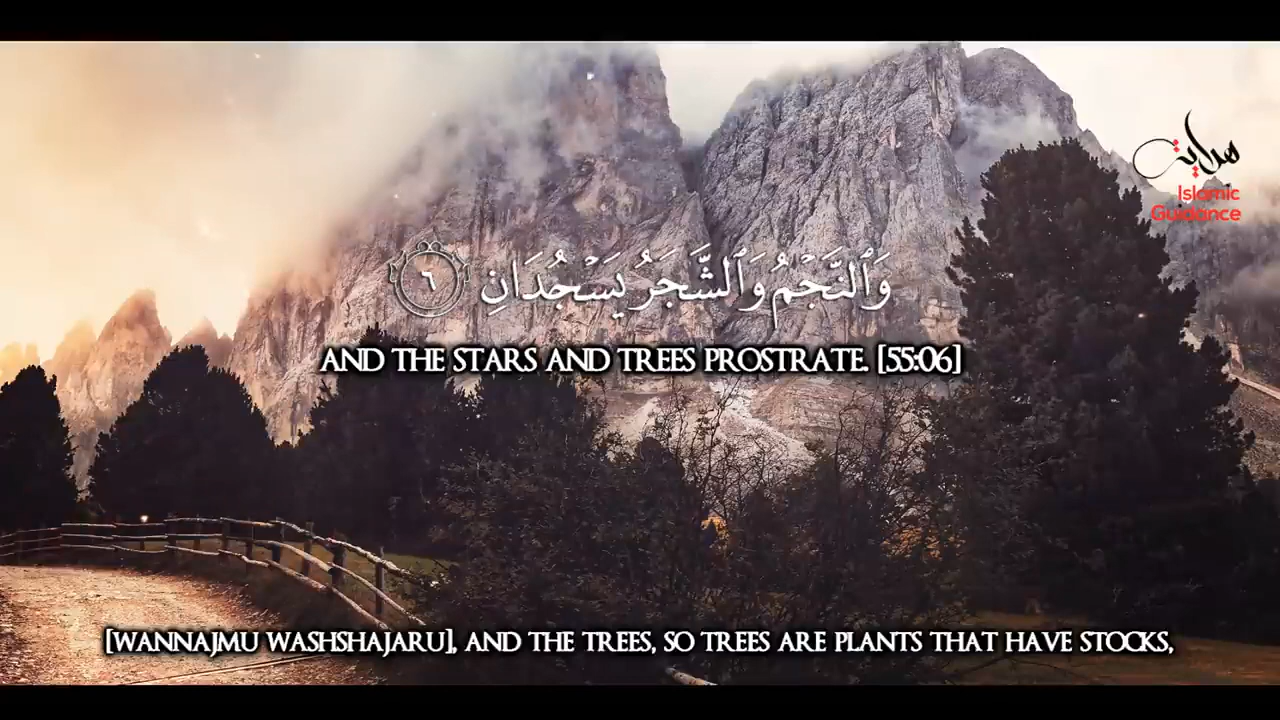 هداية
Islamic
Guidance
وَٱلنَّجْمُ وَٱلشَّجَرُ يَسْجُدَانِ ٦
AND THE STARS AND TREES PROSTRATE. [55:06]
[WANNAJMU WASHSHAJARU], AND THE TREES, SO TREES ARE PLANTS THAT HAVE STOCKS,